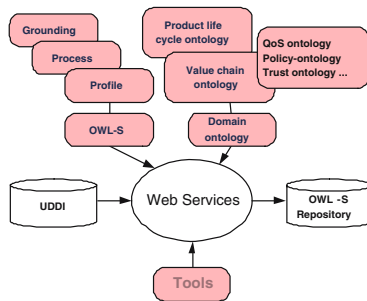 Grounding
Process
Profile
OWL-S
Product life
cycle ontology
Value chain
ontology
QoS ontology
Policy-ontology
Trust ontology ...
Domain
ontology
UDDI
Web Services
OWL -S
Repository
Tools